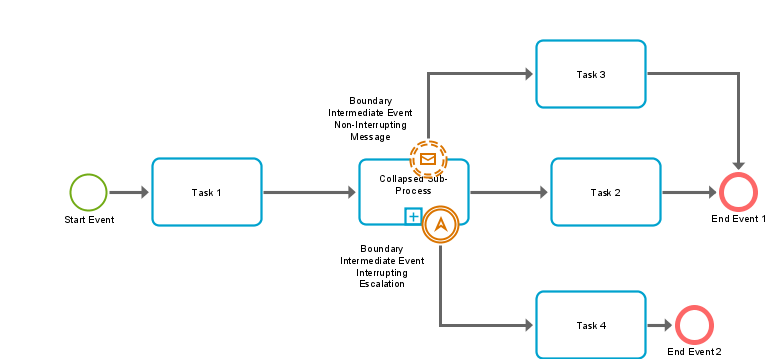 Task 3
Boundary
Intermediate Event
Non-Interrupting
Message
Start Event
Task 1
Collapsed Sub-
Process
Task 2
End Event 1
Boundary
Intermediate Event
Interrupting
Escalation
Task 4
End Event 2